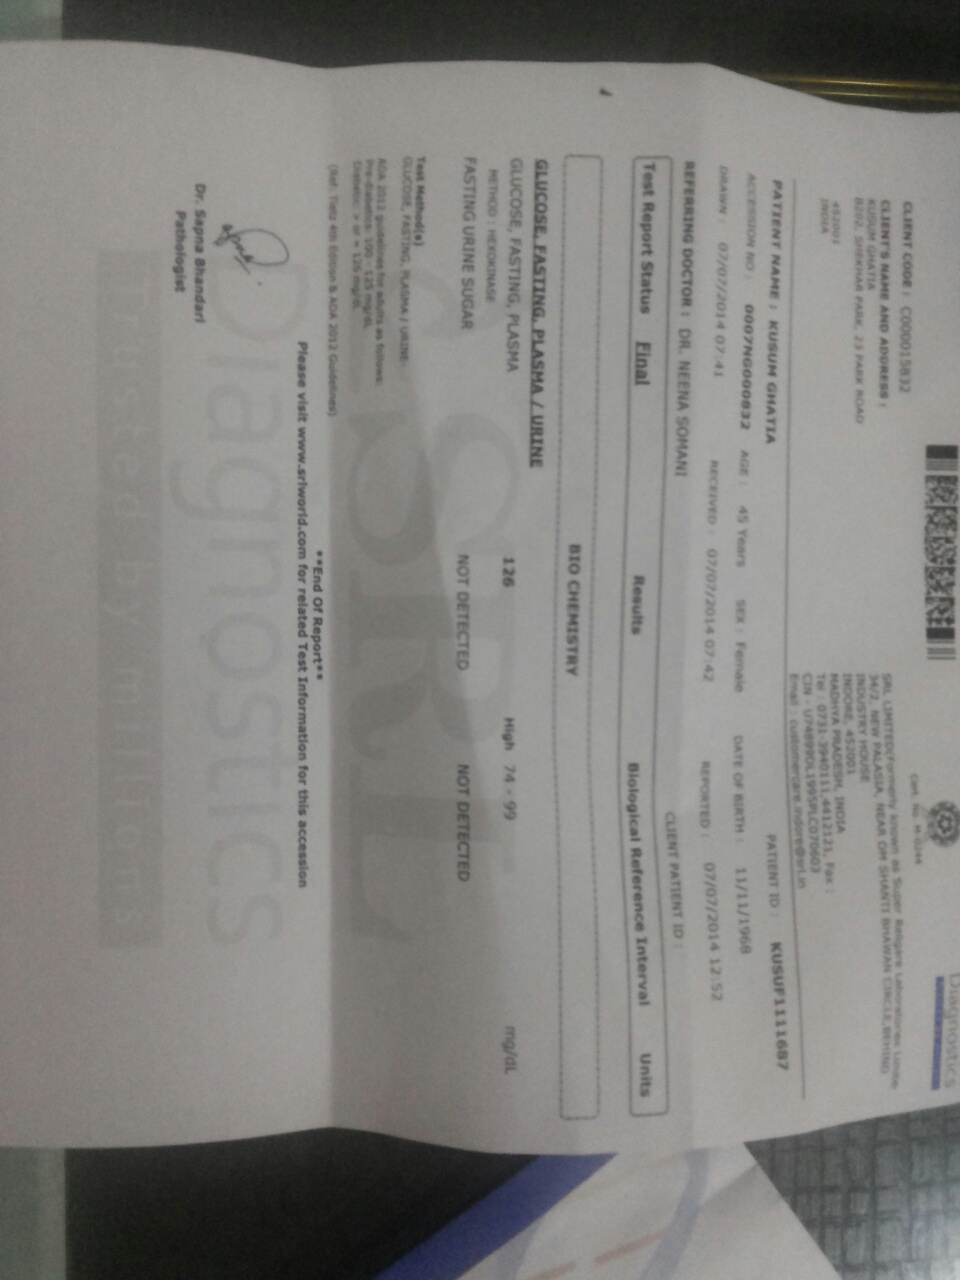 Diagnostics
CLIENT CODE : C000015832
CLIENT'S NAME AND ADDRESS :
KUSUM GHATIA
B202, SHEKHAR PARK, 23 PARK ROAD
452001
INDIA
Cert. No. M-0244
SRL LIMITED(Formerly known as Super Religare Laboratories Limited)
34/2, NEW PALASIA, NEAR OM SHANTI BHAWAN CIRCLE,BEHIND
INDUSTRY HOUSE
INDORE, 452001
MADHYA PRADESH, INDIA
Tel : 0731-3940111,4412121, Fax :
CIN - U74899DL1995PLC070603
Email : customercare.indore@srl.in
PATIENT NAME : KUSUM GHATIA PATIENT ID : KUSUF1111687
ACCESSION NO : 0007NG000832 AGE : 45 Years SEX : Female DATE OF BIRTH : 11/11/1968
DRAWN : 07/07/2014 07:41 RECEIVED : 07/07/2014 07:42 REPORTED : 07/07/2014 12:52
REFERRING DOCTOR : DR. NEENA SOMANI CLIENT PATIENT ID :
Test Report Status Final Results Biological Reference Interval Units
BIO CHEMISTRY
GLUCOSE, FASTING, PLASMA / URINE
GLUCOSE, FASTING, PLASMA 126 High 74 - 99 mg/dL
METHOD : HEXOKINASE
FASTING URINE SUGAR NOT DETECTED NOT DETECTED
Test Method(s)
GLUCOSE, FASTING, PLASMA / URINE-
ADA 2012 guidelines for adults as follows:
Pre-diabetics: 100 - 125 mg/dL
Diabetic: > or = 126 mg/dL
(Ref: Tietz 4th Edition & ADA 2012 Guidelines)
**End Of Report**
Please visit www.srlworld.com for related Test Information for this accession
Dr. Sapna Bhandari
Pathologist
SRL
Diagnostics